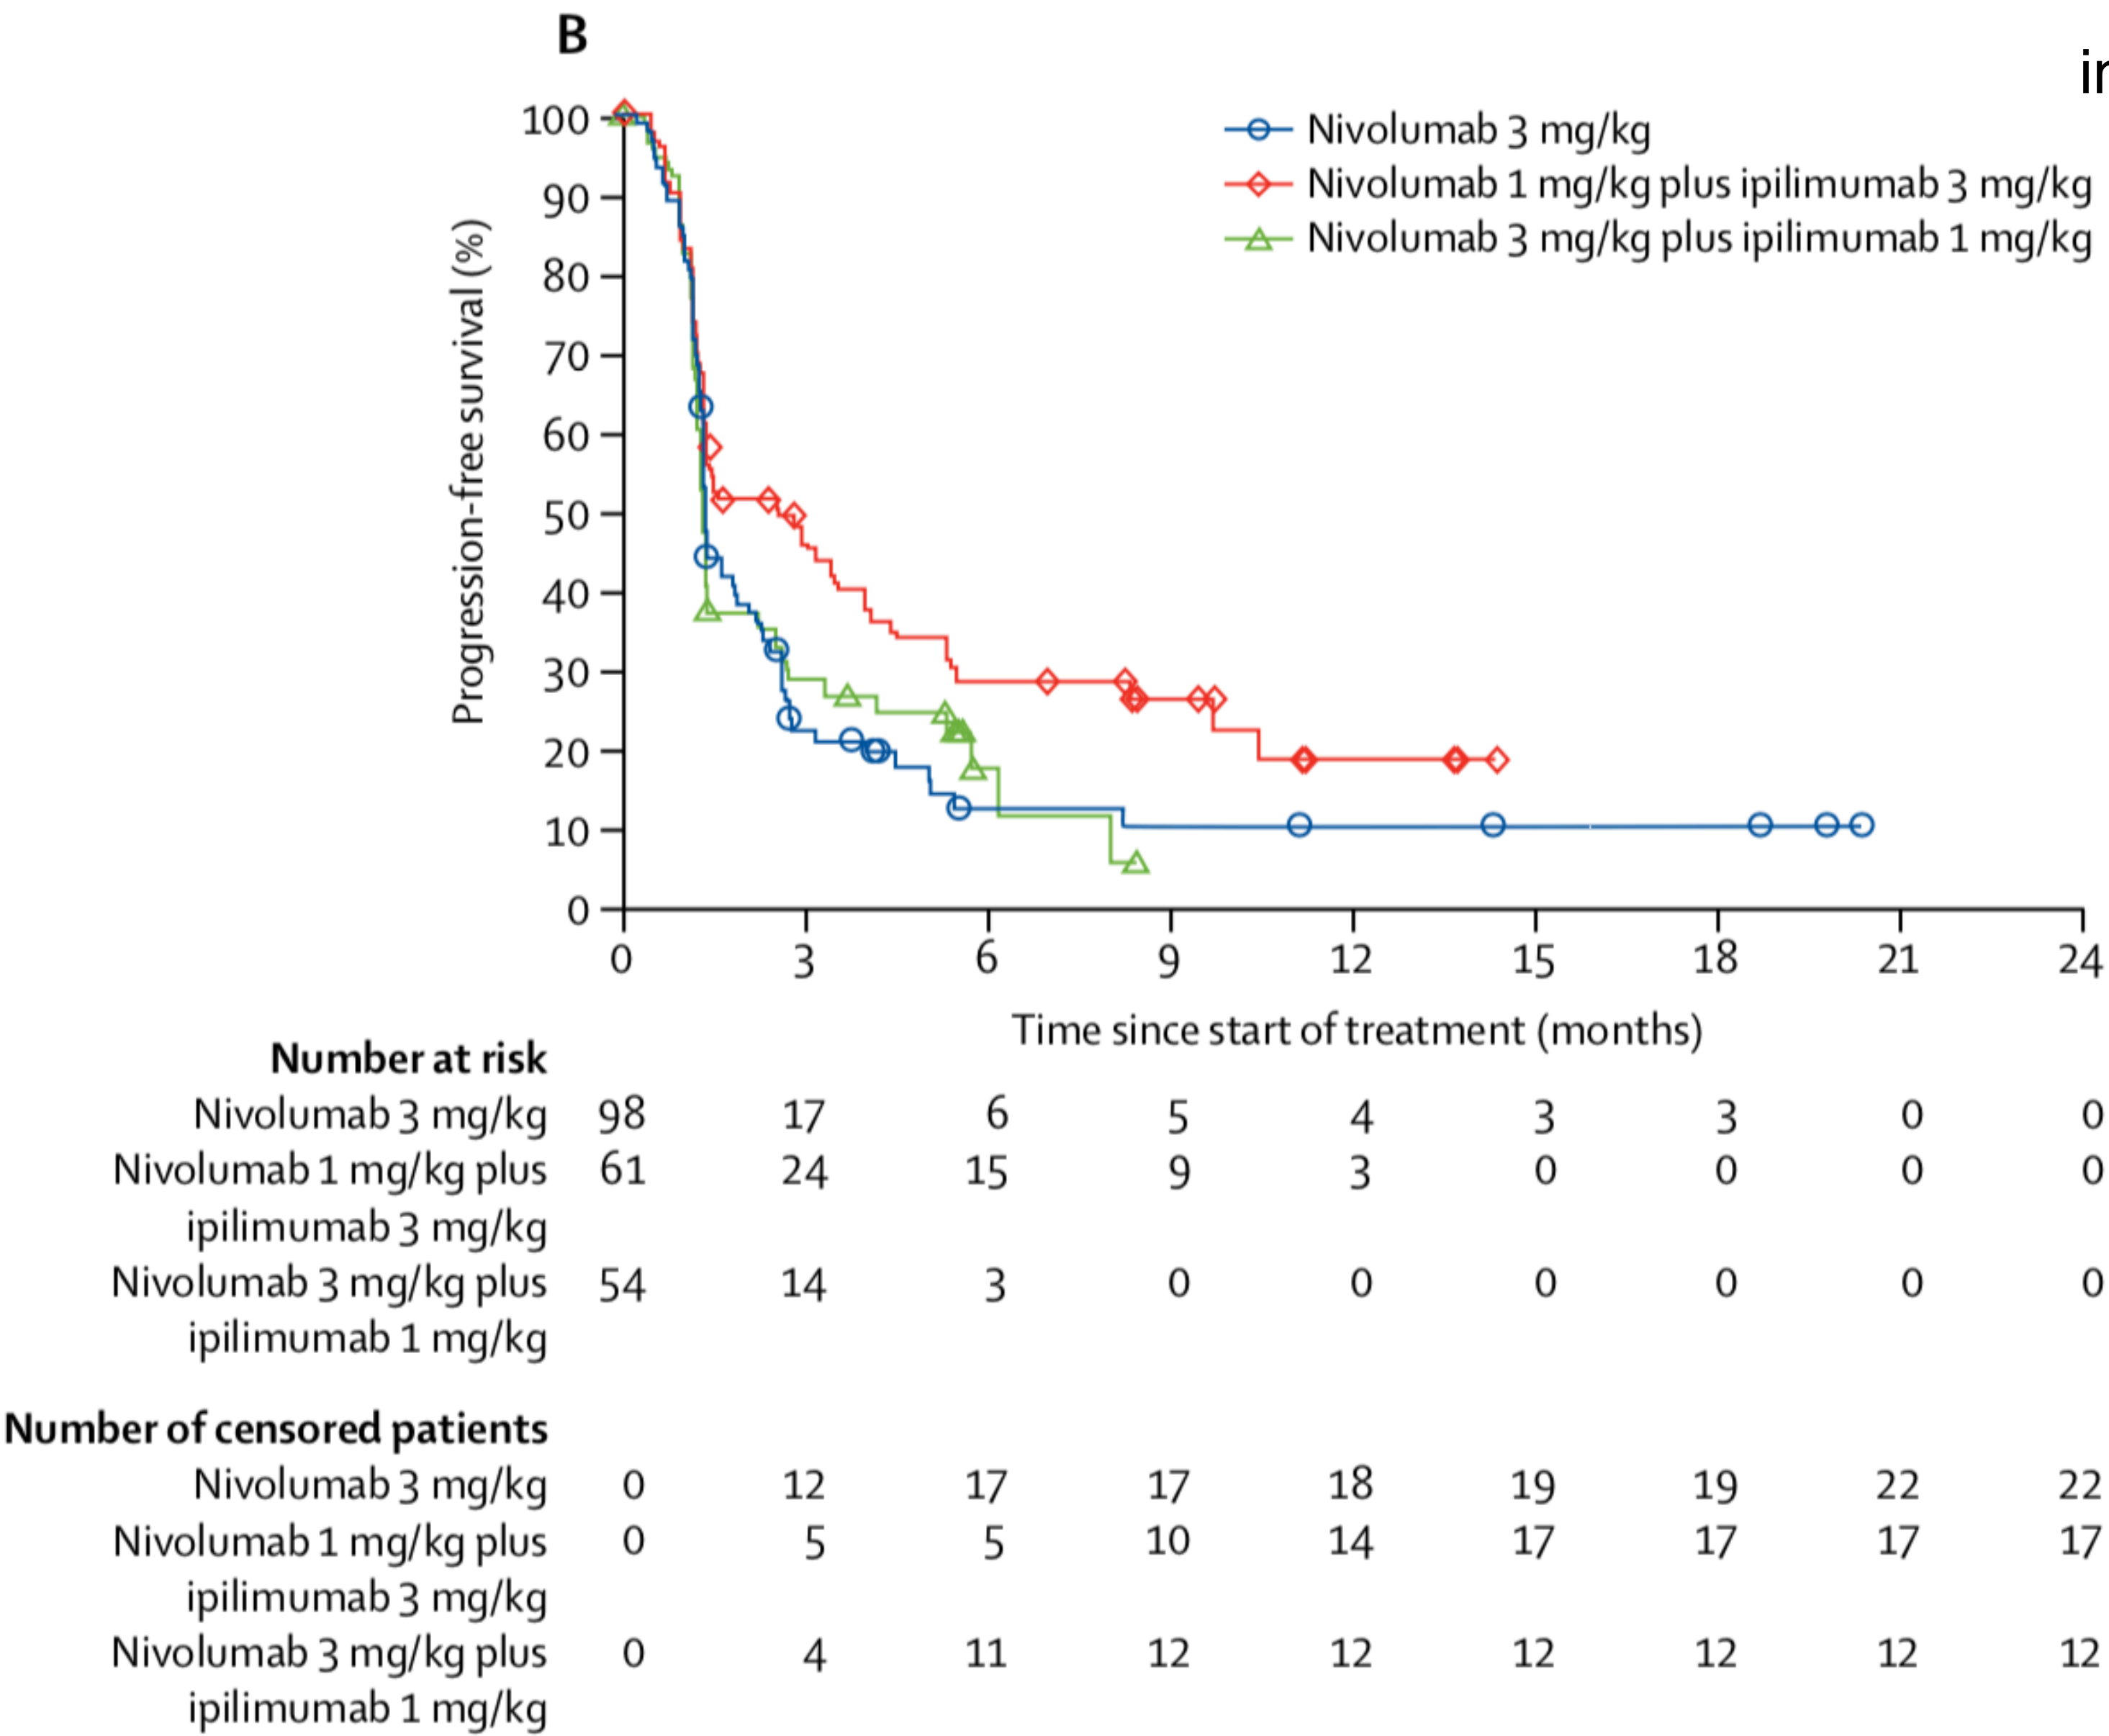 B
in
100
90
80
70
60
50
40
30
20
10
0
Progression-free survival (%)
Nivolumab 3 mg/kg
Nivolumab 1 mg/kg plus ipilimumab 3 mg/kg
Nivolumab 3 mg/kg plus ipilimumab 1 mg/kg
0 3 6 9 12 15 18 21 24
Time since start of treatment (months)
Number at risk
Nivolumab 3 mg/kg 98 17 6 5 4 3 3 0 0
Nivolumab 1 mg/kg plus 61 24 15 9 3 0 0 0 0
ipilimumab 3 mg/kg
Nivolumab 3 mg/kg plus 54 14 3 0 0 0 0 0 0
ipilimumab 1 mg/kg
Number of censored patients
Nivolumab 3 mg/kg 0 12 17 17 18 19 19 22 22
Nivolumab 1 mg/kg plus 0 5 5 10 14 17 17 17 17
ipilimumab 3 mg/kg
Nivolumab 3 mg/kg plus 0 4 11 12 12 12 12 12 12
ipilimumab 1 mg/kg